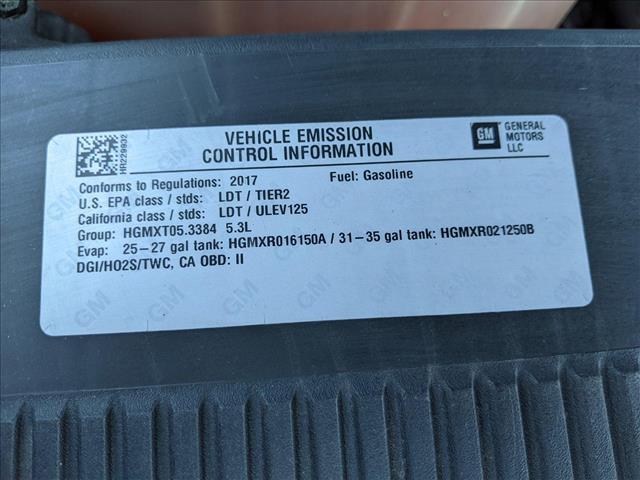 VEHICLE EMISSION
CONTROL INFORMATION
GM GENERAL MOTORS LLC
HR229932
Conforms to Regulations: 2017 Fuel: Gasoline
U.S. EPA class / stds: LDT / TIER2
California class / stds: LDT / ULEV125
Group: HGMXT05.3384 5.3L
Evap: 25-27 gal tank: HGMXR016150A / 31-35 gal tank: HGMXR021250B
DGI/HO2S/TWC, CA OBD: II